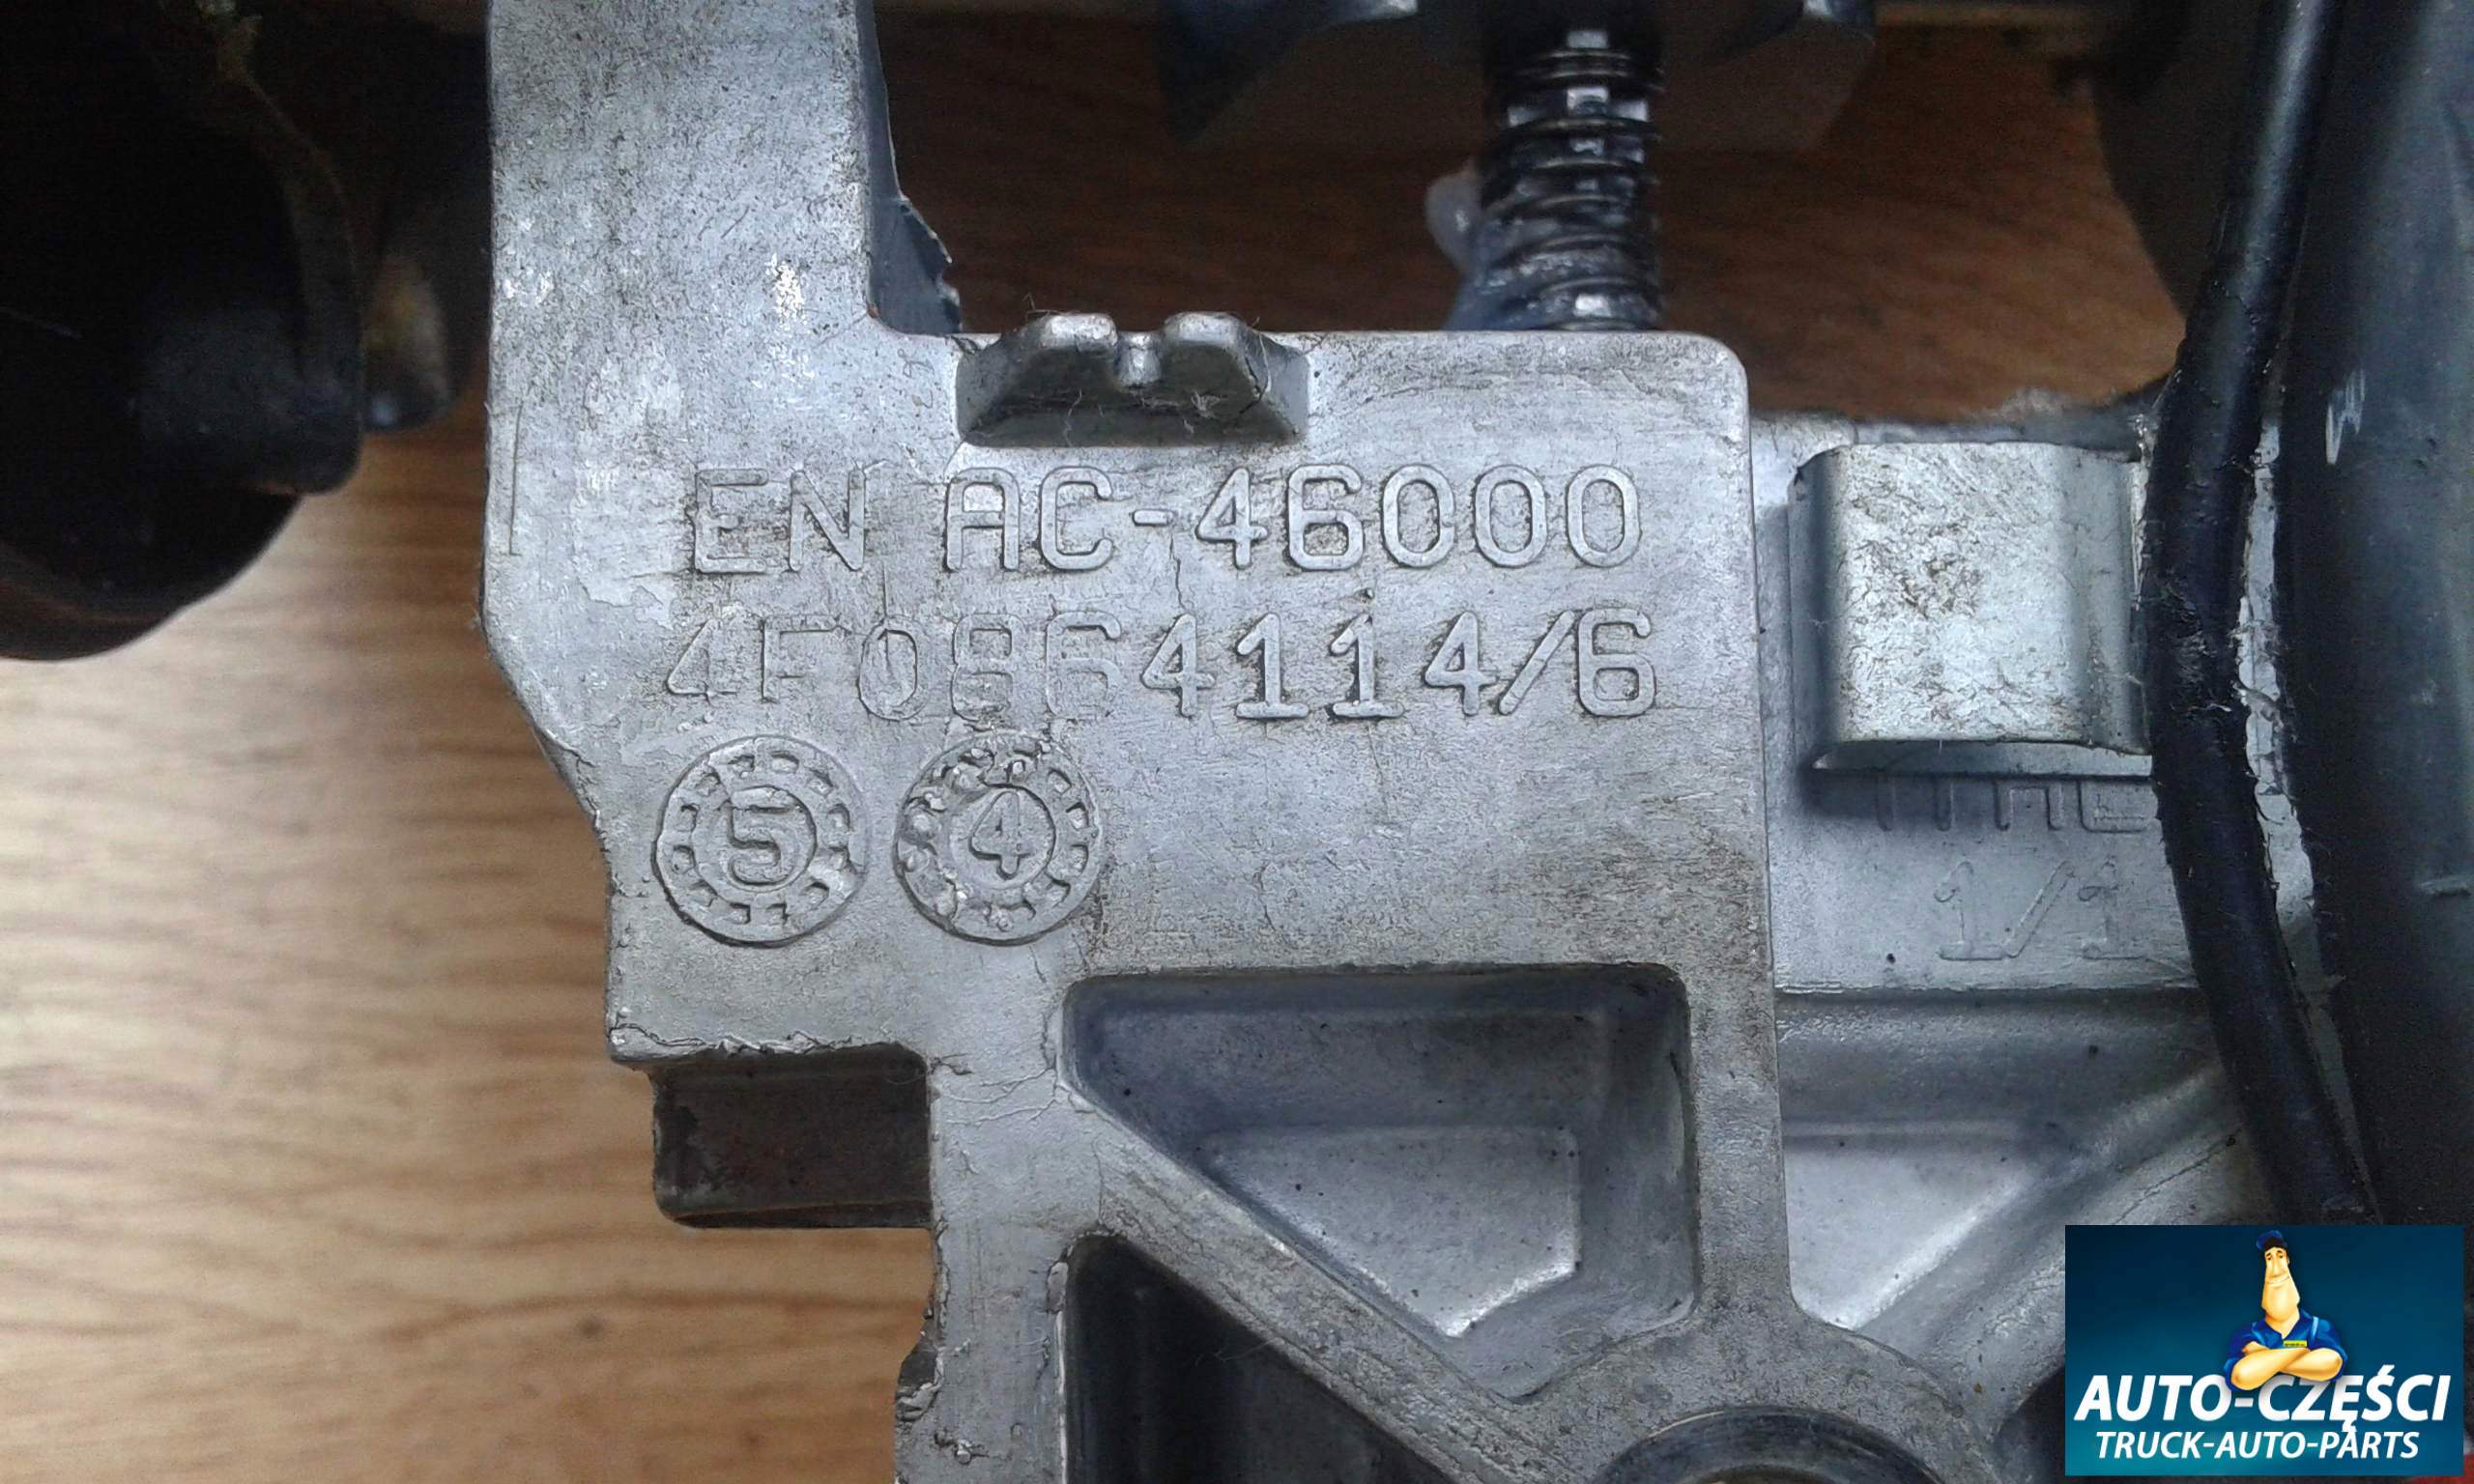 EN AC-46000
4F0864114/6
5 4
1/1
AUTO-CZĘŚCI
TRUCK-AUTO-PARTS